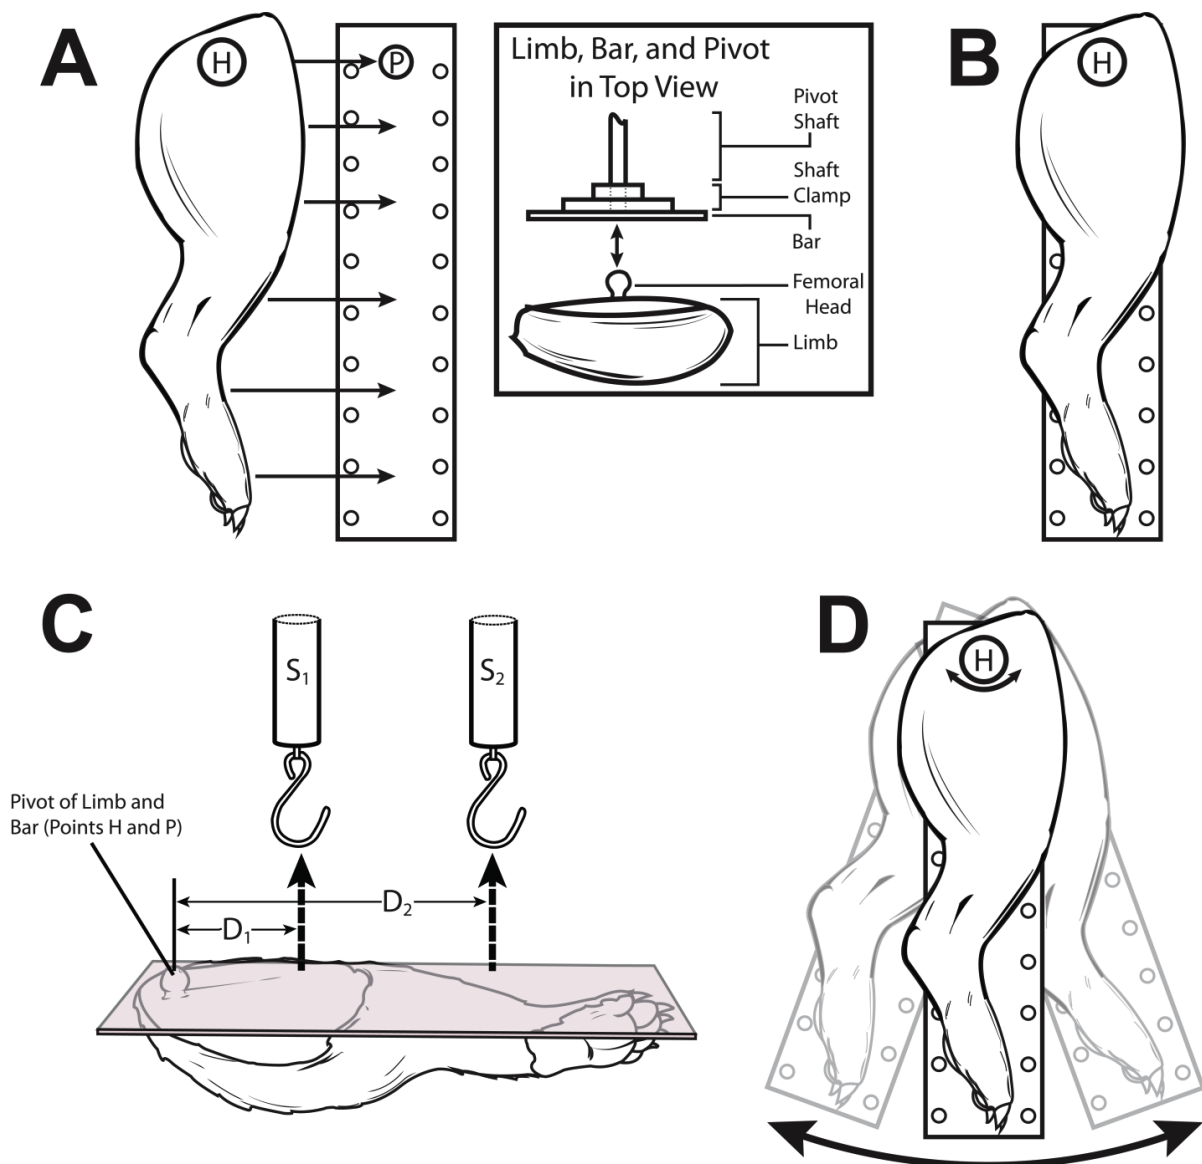 A
H
P
Limb, Bar, and Pivot
in Top View
Pivot
Shaft
Shaft
Clamp
Bar
Femoral
Head
Limb
B
H
C
S₁
S₂
Pivot of Limb and
Bar (Points H and P)
D₂
D₁
D
H